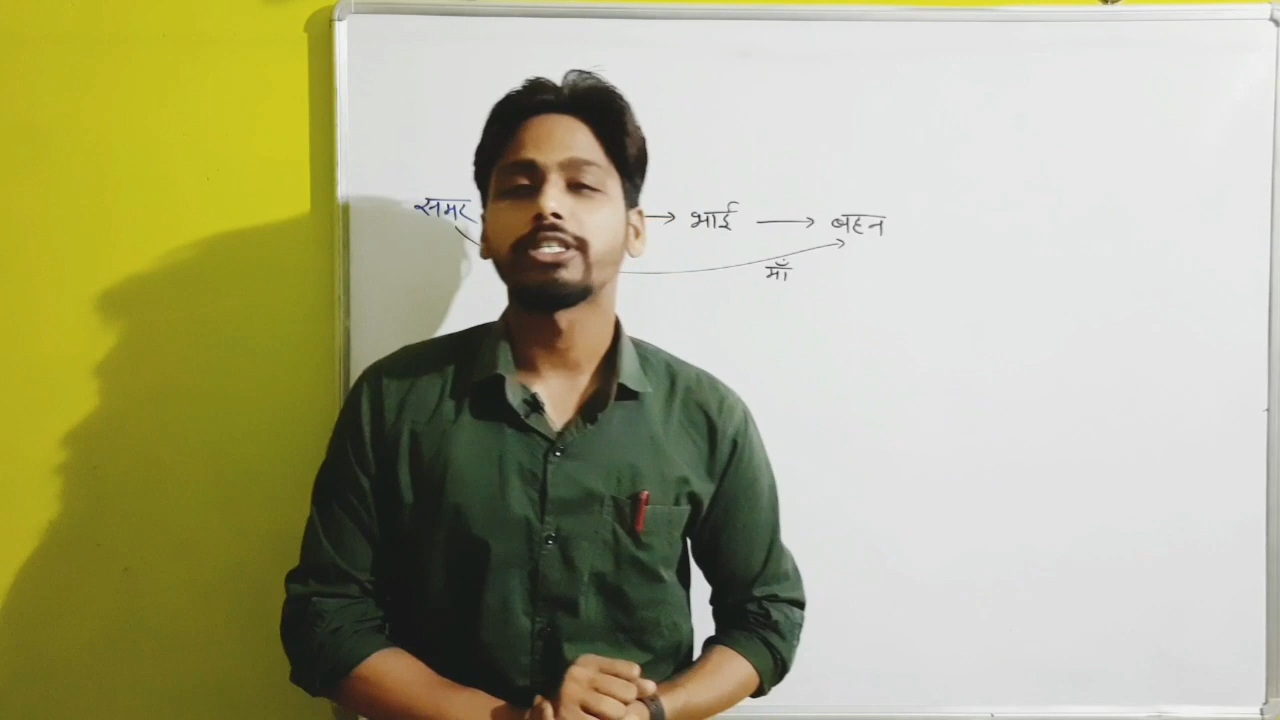 समर → भाई → बहन
माँ